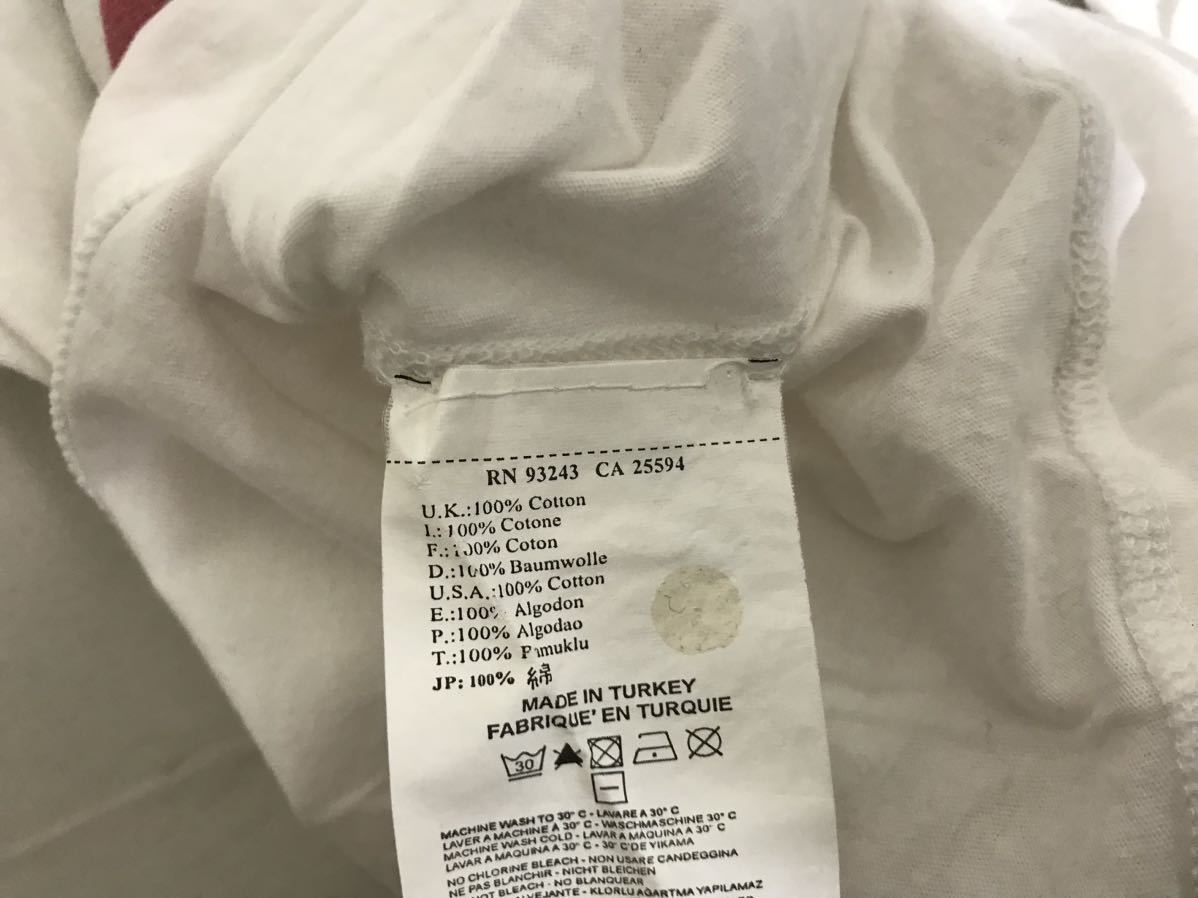 RN 93243 CA 25594
U.K.:100% Cotton
I.:100% Cotone
F.:100% Coton
D.:100% Baumwolle
U.S.A.:100% Cotton
E.:100% Algodon
P.:100% Algodao
T.:100% Pamuklu
JP: 100% 綿
MADE IN TURKEY
FABRIQUE' EN TURQUIE
30
MACHINE WASH TO 30° C - LAVARE A 30° C
LAVER A MACHINE À 30° C - WASCHMASCHINE 30° C
MACHINE WASH COLD - LAVAR A MAQUINA A 30° C
LAVAR A MAQUINA A 30° C - 30° C'DE YIKAMA
NO CHLORINE BLEACH - NON USARE CANDEGGINA
NE PAS BLANCHIR - NICHT BLEICHEN
NOT BLEACH - NO BLANQUEAR
ALVEJANTE - KLORLU AĞARTMA YAPILAMAZ